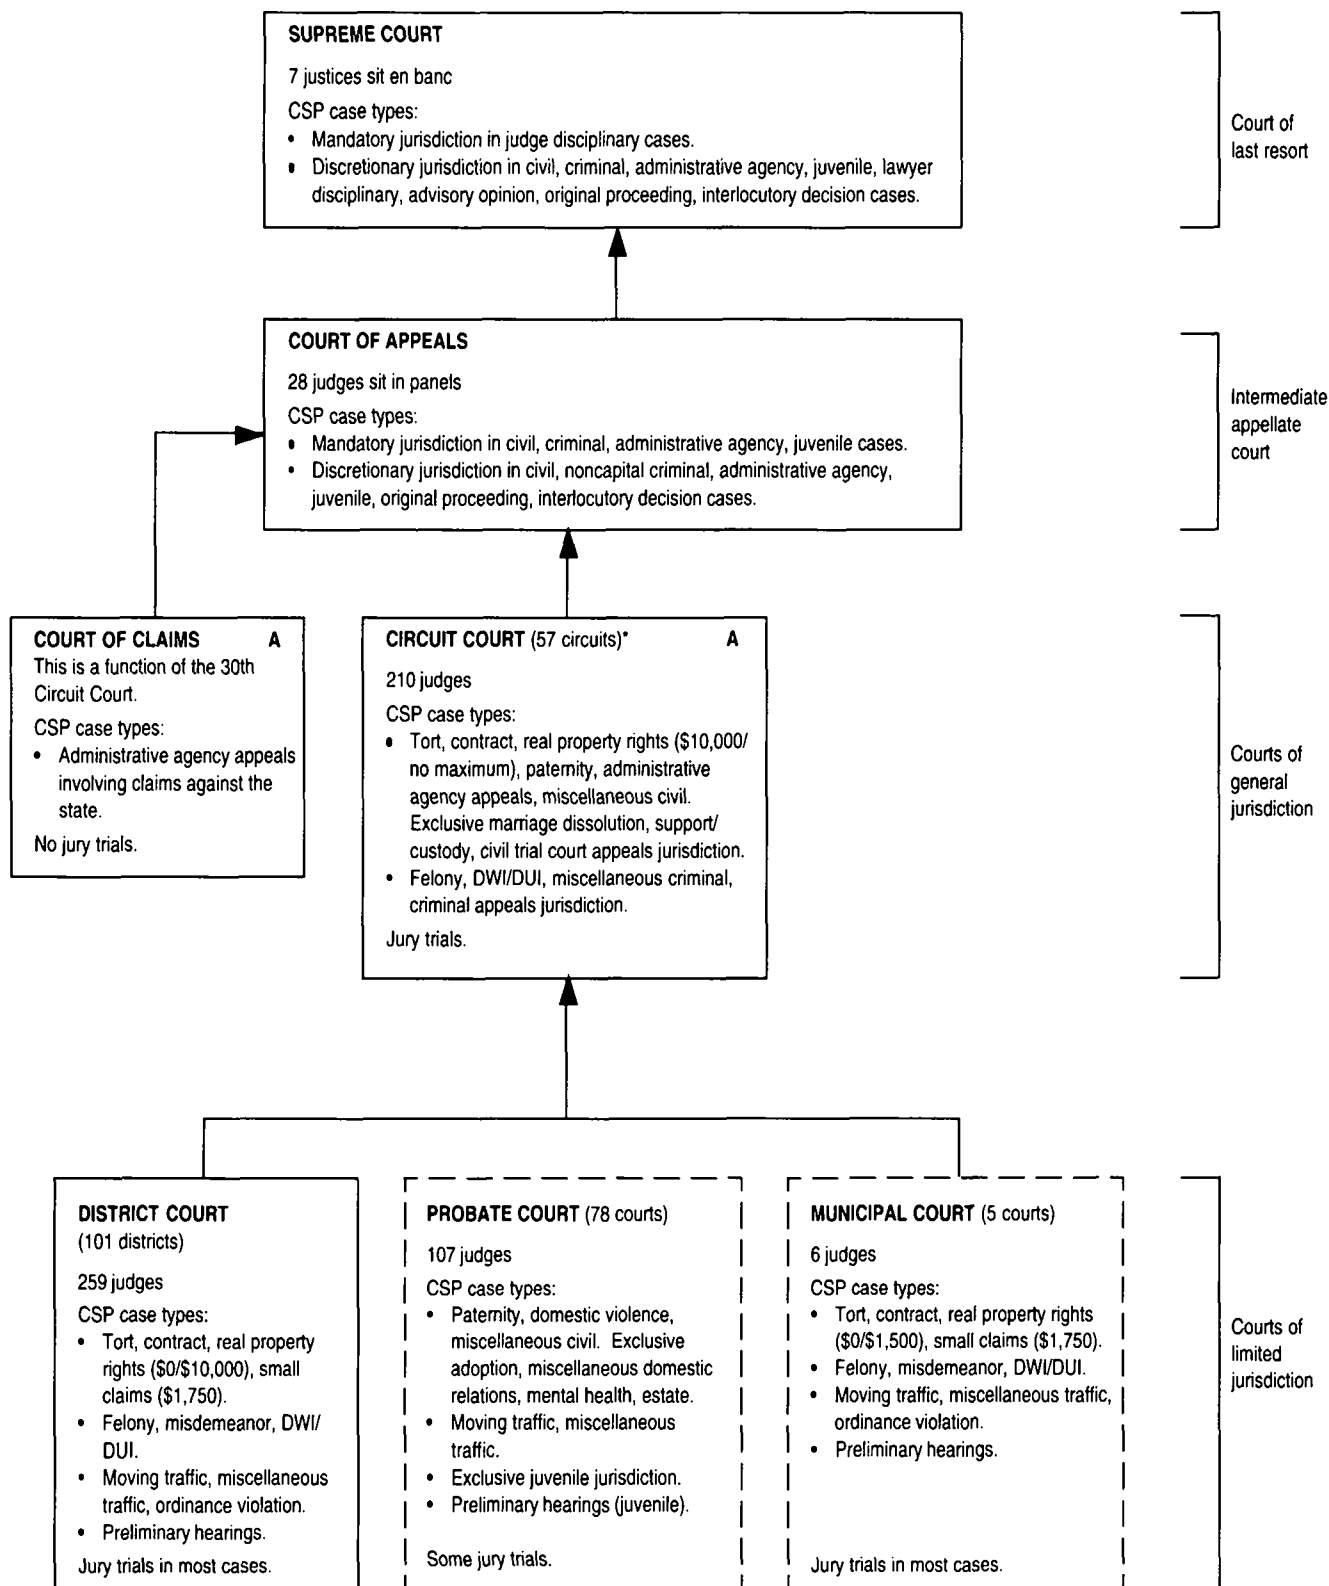 SUPREME COURT
7 justices sit en banc
CSP case types:
• Mandatory jurisdiction in judge disciplinary cases.
• Discretionary jurisdiction in civil, criminal, administrative agency, juvenile, lawyer
disciplinary, advisory opinion, original proceeding, interlocutory decision cases.
Court of
last resort
COURT OF APPEALS
28 judges sit in panels
CSP case types:
• Mandatory jurisdiction in civil, criminal, administrative agency, juvenile cases.
• Discretionary jurisdiction in civil, noncapital criminal, administrative agency,
juvenile, original proceeding, interlocutory decision cases.
Intermediate
appellate
court
COURT OF CLAIMS A
This is a function of the 30th
Circuit Court.
CSP case types:
• Administrative agency appeals
involving claims against the
state.
No jury trials.
CIRCUIT COURT (57 circuits)* A
210 judges
CSP case types:
• Tort, contract, real property rights ($10,000/
no maximum), paternity, administrative
agency appeals, miscellaneous civil.
Exclusive marriage dissolution, support/
custody, civil trial court appeals jurisdiction.
• Felony, DWI/DUI, miscellaneous criminal,
criminal appeals jurisdiction.
Jury trials.
Courts of
general
jurisdiction
DISTRICT COURT
(101 districts)
259 judges
CSP case types:
• Tort, contract, real property
rights ($0/$10,000), small
claims ($1,750).
• Felony, misdemeanor, DWI/
DUI.
• Moving traffic, miscellaneous
traffic, ordinance violation.
• Preliminary hearings.
Jury trials in most cases.
PROBATE COURT (78 courts)
107 judges
CSP case types:
• Paternity, domestic violence,
miscellaneous civil. Exclusive
adoption, miscellaneous domestic
relations, mental health, estate.
• Moving traffic, miscellaneous
traffic.
• Exclusive juvenile jurisdiction.
• Preliminary hearings (juvenile).
Some jury trials.
MUNICIPAL COURT (5 courts)
6 judges
CSP case types:
• Tort, contract, real property rights
($0/$1,500), small claims ($1,750).
• Felony, misdemeanor, DWI/DUI.
• Moving traffic, miscellaneous traffic,
ordinance violation.
• Preliminary hearings.
Jury trials in most cases.
Courts of
limited
jurisdiction